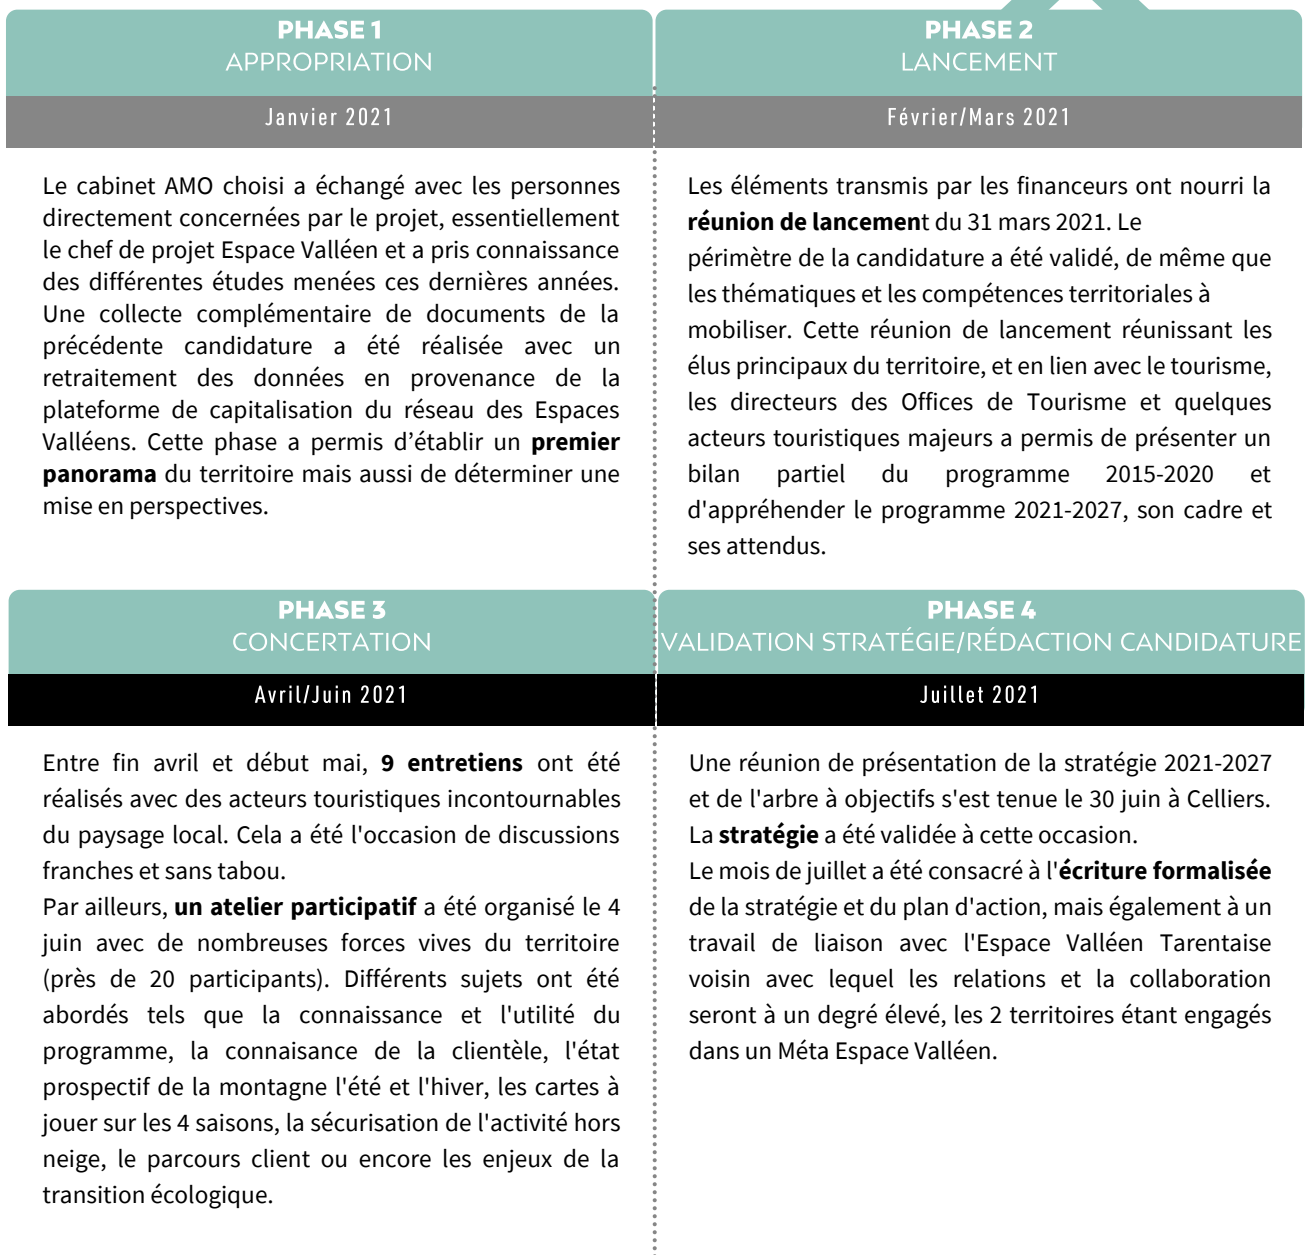 PHASE 1
APPROPRIATION
Janvier 2021
Le cabinet AMO choisi a échangé avec les personnes
directement concernées par le projet, essentiellement
le chef de projet Espace Valléen et a pris connaissance
des différentes études menées ces dernières années.
Une collecte complémentaire de documents de la
précédente candidature a été réalisée avec un
retraitement des données en provenance de la
plateforme de capitalisation du réseau des Espaces
Valléens. Cette phase a permis d’établir un premier
panorama du territoire mais aussi de déterminer une
mise en perspectives.
PHASE 2
LANCEMENT
Février/Mars 2021
Les éléments transmis par les financeurs ont nourri la
réunion de lancement du 31 mars 2021. Le
périmètre de la candidature a été validé, de même que
les thématiques et les compétences territoriales à
mobiliser. Cette réunion de lancement réunissant les
élus principaux du territoire, et en lien avec le tourisme,
les directeurs des Offices de Tourisme et quelques
acteurs touristiques majeurs a permis de présenter un
bilan partiel du programme 2015-2020 et
d'appréhender le programme 2021-2027, son cadre et
ses attendus.
PHASE 3
CONCERTATION
Avril/Juin 2021
Entre fin avril et début mai, 9 entretiens ont été
réalisés avec des acteurs touristiques incontournables
du paysage local. Cela a été l'occasion de discussions
franches et sans tabou.
Par ailleurs, un atelier participatif a été organisé le 4
juin avec de nombreuses forces vives du territoire
(près de 20 participants). Différents sujets ont été
abordés tels que la connaissance et l'utilité du
programme, la connaisance de la clientèle, l'état
prospectif de la montagne l'été et l'hiver, les cartes à
jouer sur les 4 saisons, la sécurisation de l'activité hors
neige, le parcours client ou encore les enjeux de la
transition écologique.
PHASE 4
VALIDATION STRATÉGIE/RÉDACTION CANDIDATURE
Juillet 2021
Une réunion de présentation de la stratégie 2021-2027
et de l'arbre à objectifs s'est tenue le 30 juin à Celliers.
La stratégie a été validée à cette occasion.
Le mois de juillet a été consacré à l'écriture formalisée
de la stratégie et du plan d'action, mais également à un
travail de liaison avec l'Espace Valléen Tarentaise
voisin avec lequel les relations et la collaboration
seront à un degré élevé, les 2 territoires étant engagés
dans un Méta Espace Valléen.